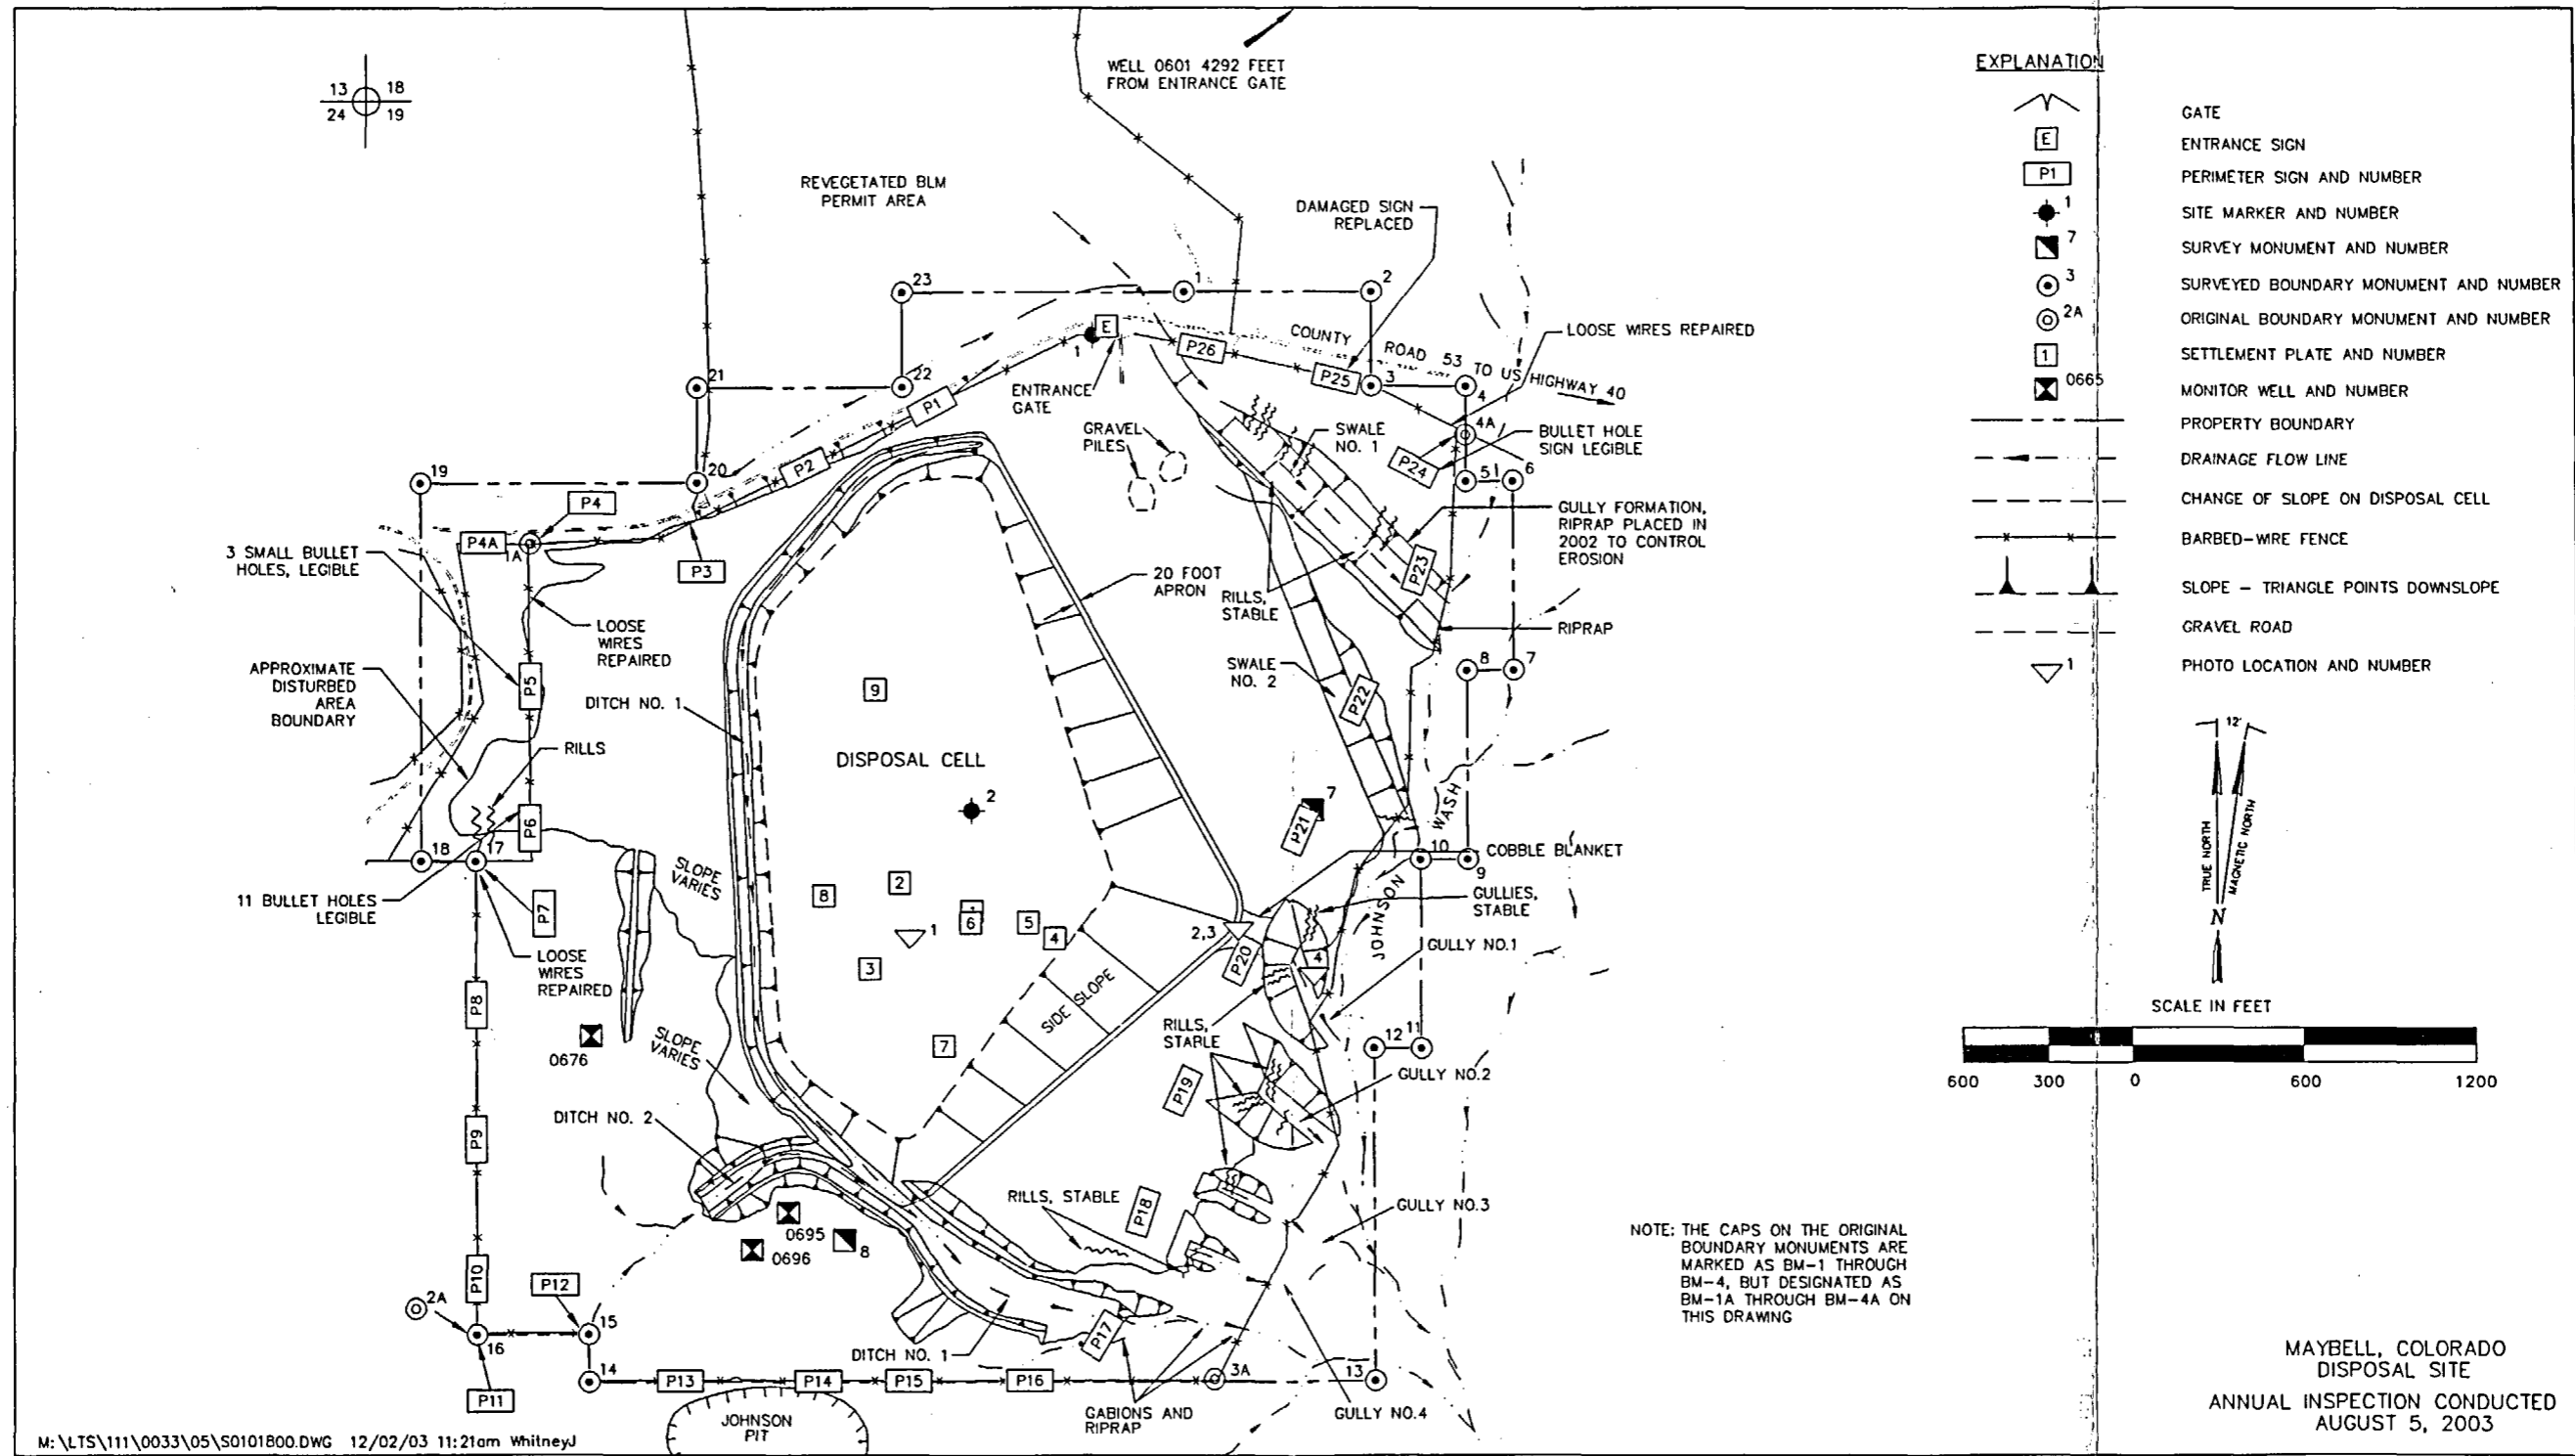 WELL 0601 4292 FEET
FROM ENTRANCE GATE
13 18
24 19
REVEGETATED BLM
PERMIT AREA
DAMAGED SIGN
REPLACED
23
1
2
E
1
P26
COUNTY ROAD 53 TO US HIGHWAY 40
LOOSE WIRES REPAIRED
21
22
P1
ENTRANCE
GATE
P25
3
4
GRAVEL
PILES
SWALE
NO. 1
4A
BULLET HOLE
SIGN LEGIBLE
P24
19
20
P2
5
6
P4
P4A
1A
P3
3 SMALL BULLET
HOLES, LEGIBLE
GULLY FORMATION,
RIPRAP PLACED IN
2002 TO CONTROL
EROSION
20 FOOT
APRON
RILLS,
STABLE
P23
RIPRAP
LOOSE
WIRES
REPAIRED
APPROXIMATE
DISTURBED
AREA
BOUNDARY
P5
DITCH NO. 1
9
SWALE
NO. 2
P22
8
7
RILLS
DISPOSAL CELL
2
7
P21
P6
JOHNSON WASH
18
17
SLOPE
VARIES
10
9
COBBLE BLANKET
11 BULLET HOLES
LEGIBLE
P7
8
2
6
5
4
1
3
2,3
P20
GULLIES,
STABLE
GULLY NO.1
4
LOOSE
WIRES
REPAIRED
P8
0676
SLOPE
VARIES
7
SIDE SLOPE
RILLS,
STABLE
12
11
P19
GULLY NO.2
DITCH NO. 2
P9
0695
0696
8
RILLS, STABLE
P18
GULLY NO.3
P10
P12
2A
16
15
14
P11
P13
P14
P15
P16
DITCH NO. 1
P17
3A
13
JOHNSON
PIT
GABIONS AND
RIPRAP
GULLY NO.4
EXPLANATION
GATE
E ENTRANCE SIGN
P1 PERIMETER SIGN AND NUMBER
1 SITE MARKER AND NUMBER
7 SURVEY MONUMENT AND NUMBER
3 SURVEYED BOUNDARY MONUMENT AND NUMBER
2A ORIGINAL BOUNDARY MONUMENT AND NUMBER
1 SETTLEMENT PLATE AND NUMBER
0665 MONITOR WELL AND NUMBER
PROPERTY BOUNDARY
DRAINAGE FLOW LINE
CHANGE OF SLOPE ON DISPOSAL CELL
BARBED-WIRE FENCE
SLOPE - TRIANGLE POINTS DOWNSLOPE
GRAVEL ROAD
1 PHOTO LOCATION AND NUMBER
12°
TRUE NORTH
MAGNETIC NORTH
N
SCALE IN FEET
600 300 0 600 1200
NOTE: THE CAPS ON THE ORIGINAL
BOUNDARY MONUMENTS ARE
MARKED AS BM-1 THROUGH
BM-4, BUT DESIGNATED AS
BM-1A THROUGH BM-4A ON
THIS DRAWING
MAYBELL, COLORADO
DISPOSAL SITE
ANNUAL INSPECTION CONDUCTED
AUGUST 5, 2003
M:\LTS\111\0033\05\S0101800.DWG 12/02/03 11:21am WhitneyJ